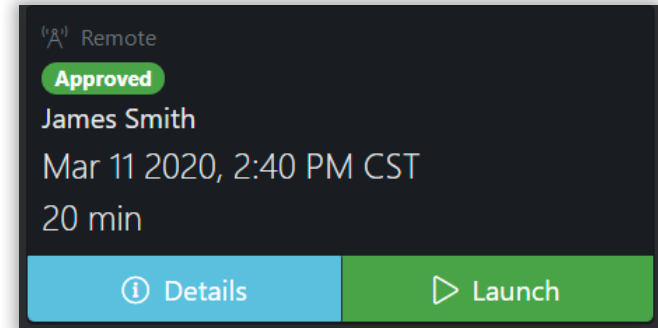 Remote
Approved
James Smith
Mar 11 2020, 2:40 PM CST
20 min
Details
Launch